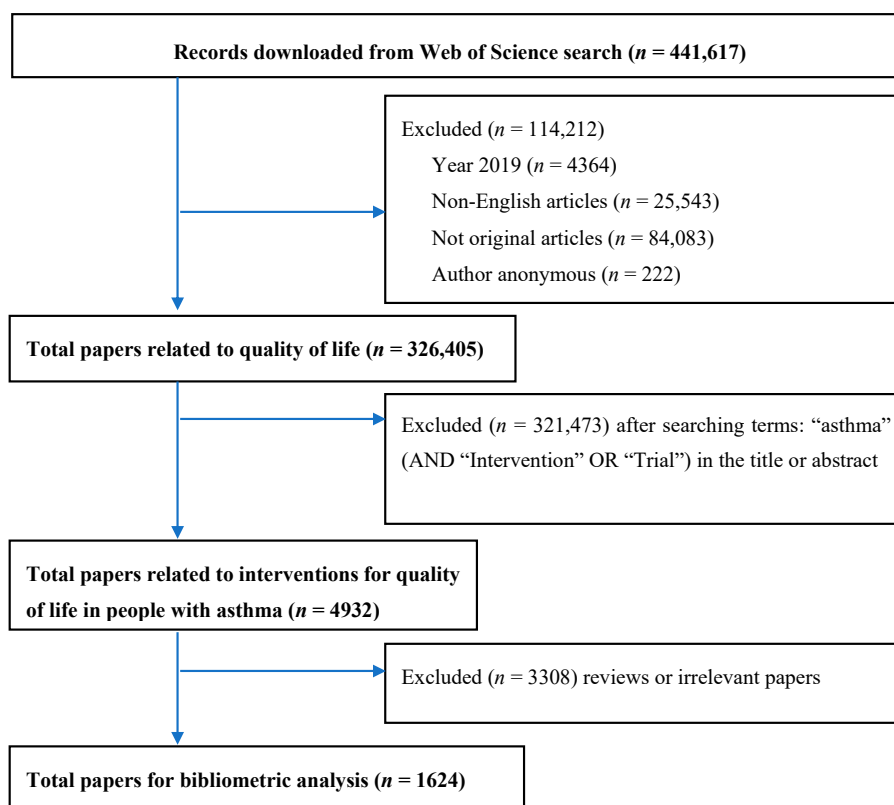 Records downloaded from Web of Science search (n = 441,617)
Excluded (n = 114,212)
Year 2019 (n = 4364)
Non-English articles (n = 25,543)
Not original articles (n = 84,083)
Author anonymous (n = 222)
Total papers related to quality of life (n = 326,405)
Excluded (n = 321,473) after searching terms: “asthma”
(AND “Intervention” OR “Trial”) in the title or abstract
Total papers related to interventions for quality
of life in people with asthma (n = 4932)
Excluded (n = 3308) reviews or irrelevant papers
Total papers for bibliometric analysis (n = 1624)